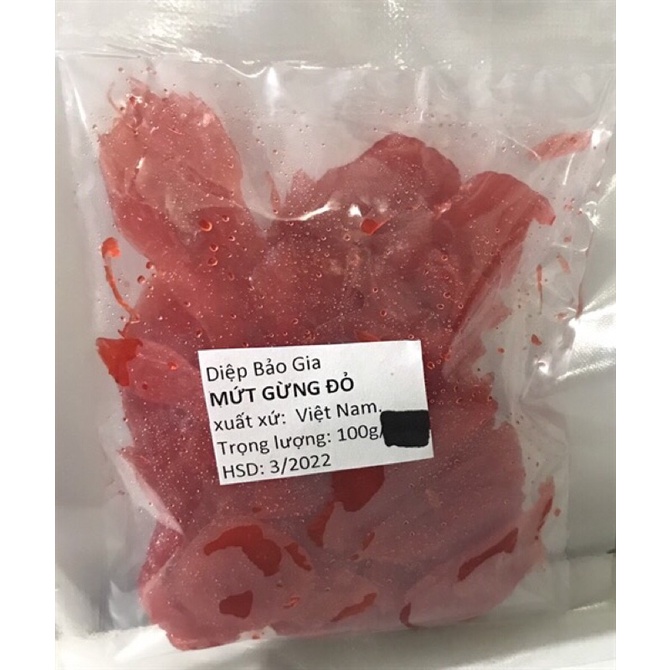 Diệp Bảo Gia
MỨT GỪNG ĐỎ
xuất xứ: Việt Nam.
Trọng lượng: 100g/
HSD: 3/2022